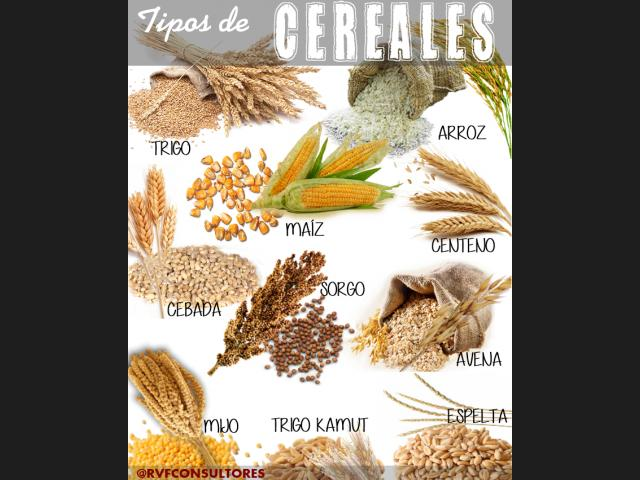 Tipos de CEREALES
TRIGO
ARROZ
MAÍZ
CENTENO
CEBADA
SORGO
AVENA
MIJO
TRIGO KAMUT
ESPELTA
@RVFCONSULTORES